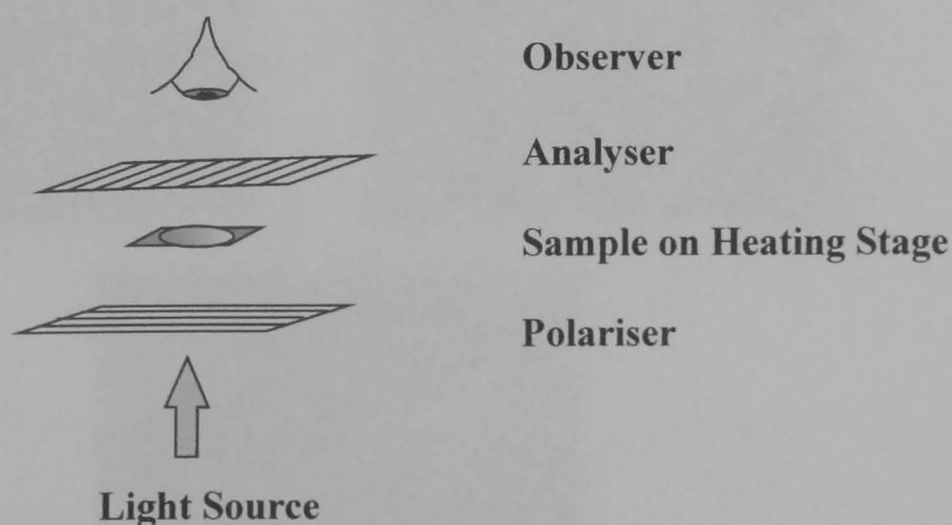 Observer
Analyser
Sample on Heating Stage
Polariser
Light Source